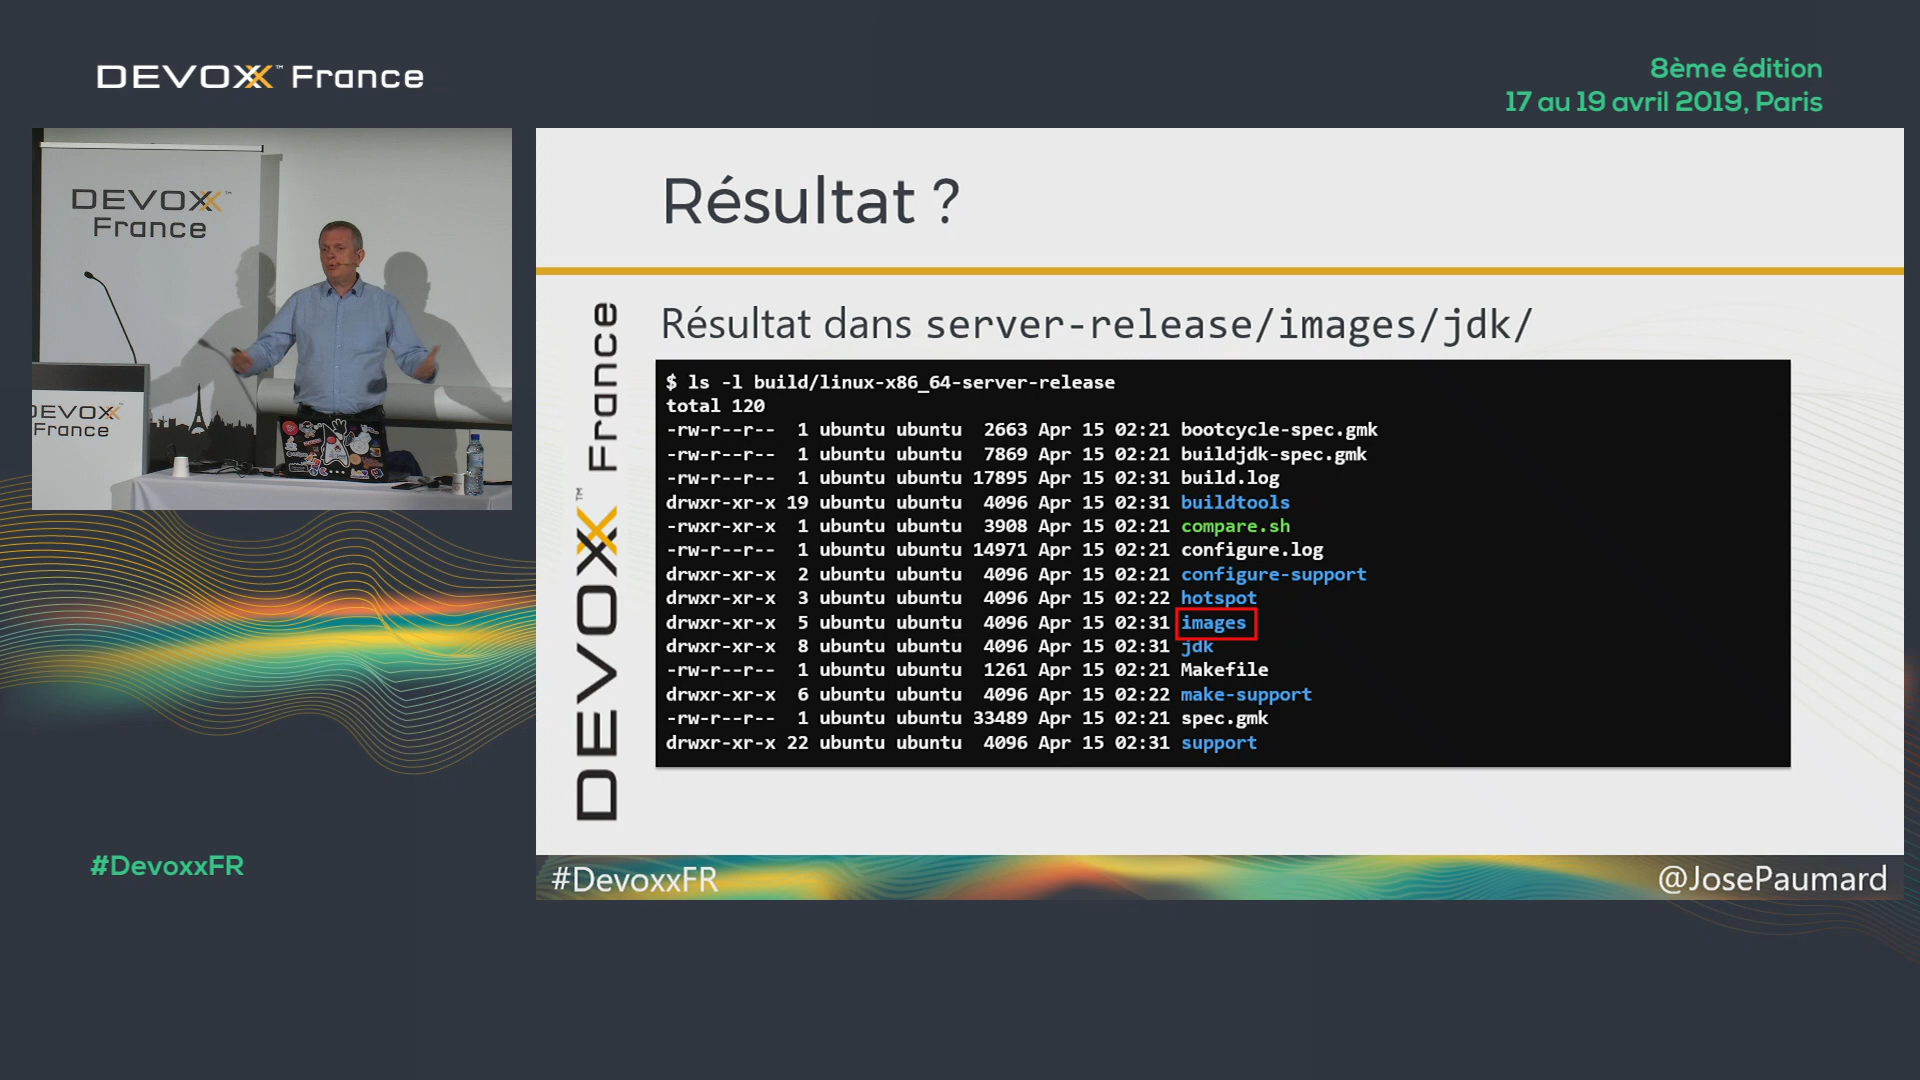 DEVOXX™ France
8ème édition
17 au 19 avril 2019, Paris
DEVOXX™
France
DEVOXX™
France
Résultat ?
Résultat dans server-release/images/jdk/
$ ls -l build/linux-x86_64-server-release
total 120
-rw-r--r--  1 ubuntu ubuntu  2663 Apr 15 02:21 bootcycle-spec.gmk
-rw-r--r--  1 ubuntu ubuntu  7869 Apr 15 02:21 buildjdk-spec.gmk
-rw-r--r--  1 ubuntu ubuntu 17895 Apr 15 02:31 build.log
drwxr-xr-x 19 ubuntu ubuntu  4096 Apr 15 02:31 buildtools
-rwxr-xr-x  1 ubuntu ubuntu  3908 Apr 15 02:21 compare.sh
-rw-r--r--  1 ubuntu ubuntu 14971 Apr 15 02:21 configure.log
drwxr-xr-x  2 ubuntu ubuntu  4096 Apr 15 02:21 configure-support
drwxr-xr-x  3 ubuntu ubuntu  4096 Apr 15 02:22 hotspot
drwxr-xr-x  5 ubuntu ubuntu  4096 Apr 15 02:31 images
drwxr-xr-x  8 ubuntu ubuntu  4096 Apr 15 02:31 jdk
-rw-r--r--  1 ubuntu ubuntu  1261 Apr 15 02:21 Makefile
drwxr-xr-x  6 ubuntu ubuntu  4096 Apr 15 02:22 make-support
-rw-r--r--  1 ubuntu ubuntu 33489 Apr 15 02:21 spec.gmk
drwxr-xr-x 22 ubuntu ubuntu  4096 Apr 15 02:31 support
DEVOXX™ France
#DevoxxFR
#DevoxxFR
@JosePaumard